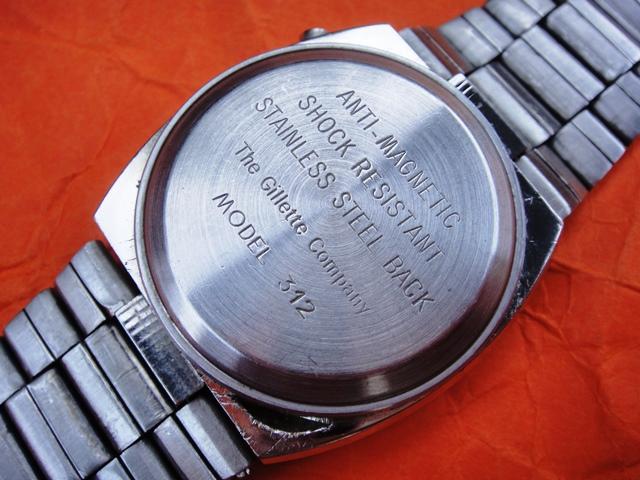 ANTI-MAGNETIC
SHOCK RESISTANT
STAINLESS STEEL BACK
The Gillette Company
MODEL 312